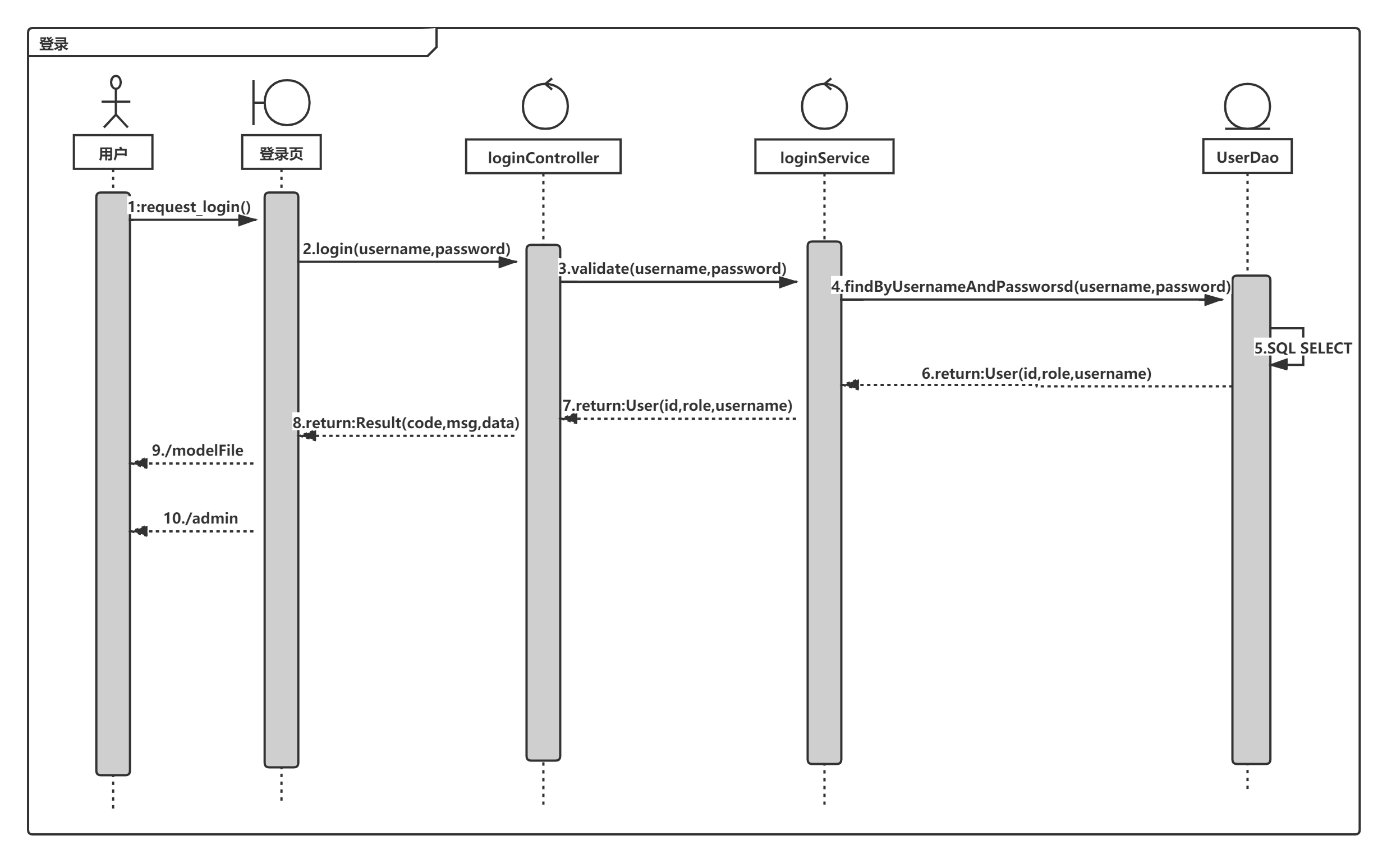 登录
用户
登录页
loginController
loginService
UserDao
1:request_login()
2.login(username,password)
3.validate(username,password)
4.findByUsernameAndPassworsd(username,password)
5.SQL SELECT
6.return:User(id,role,username)
7.return:User(id,role,username)
8.return:Result(code,msg,data)
9./modelFile
10./admin